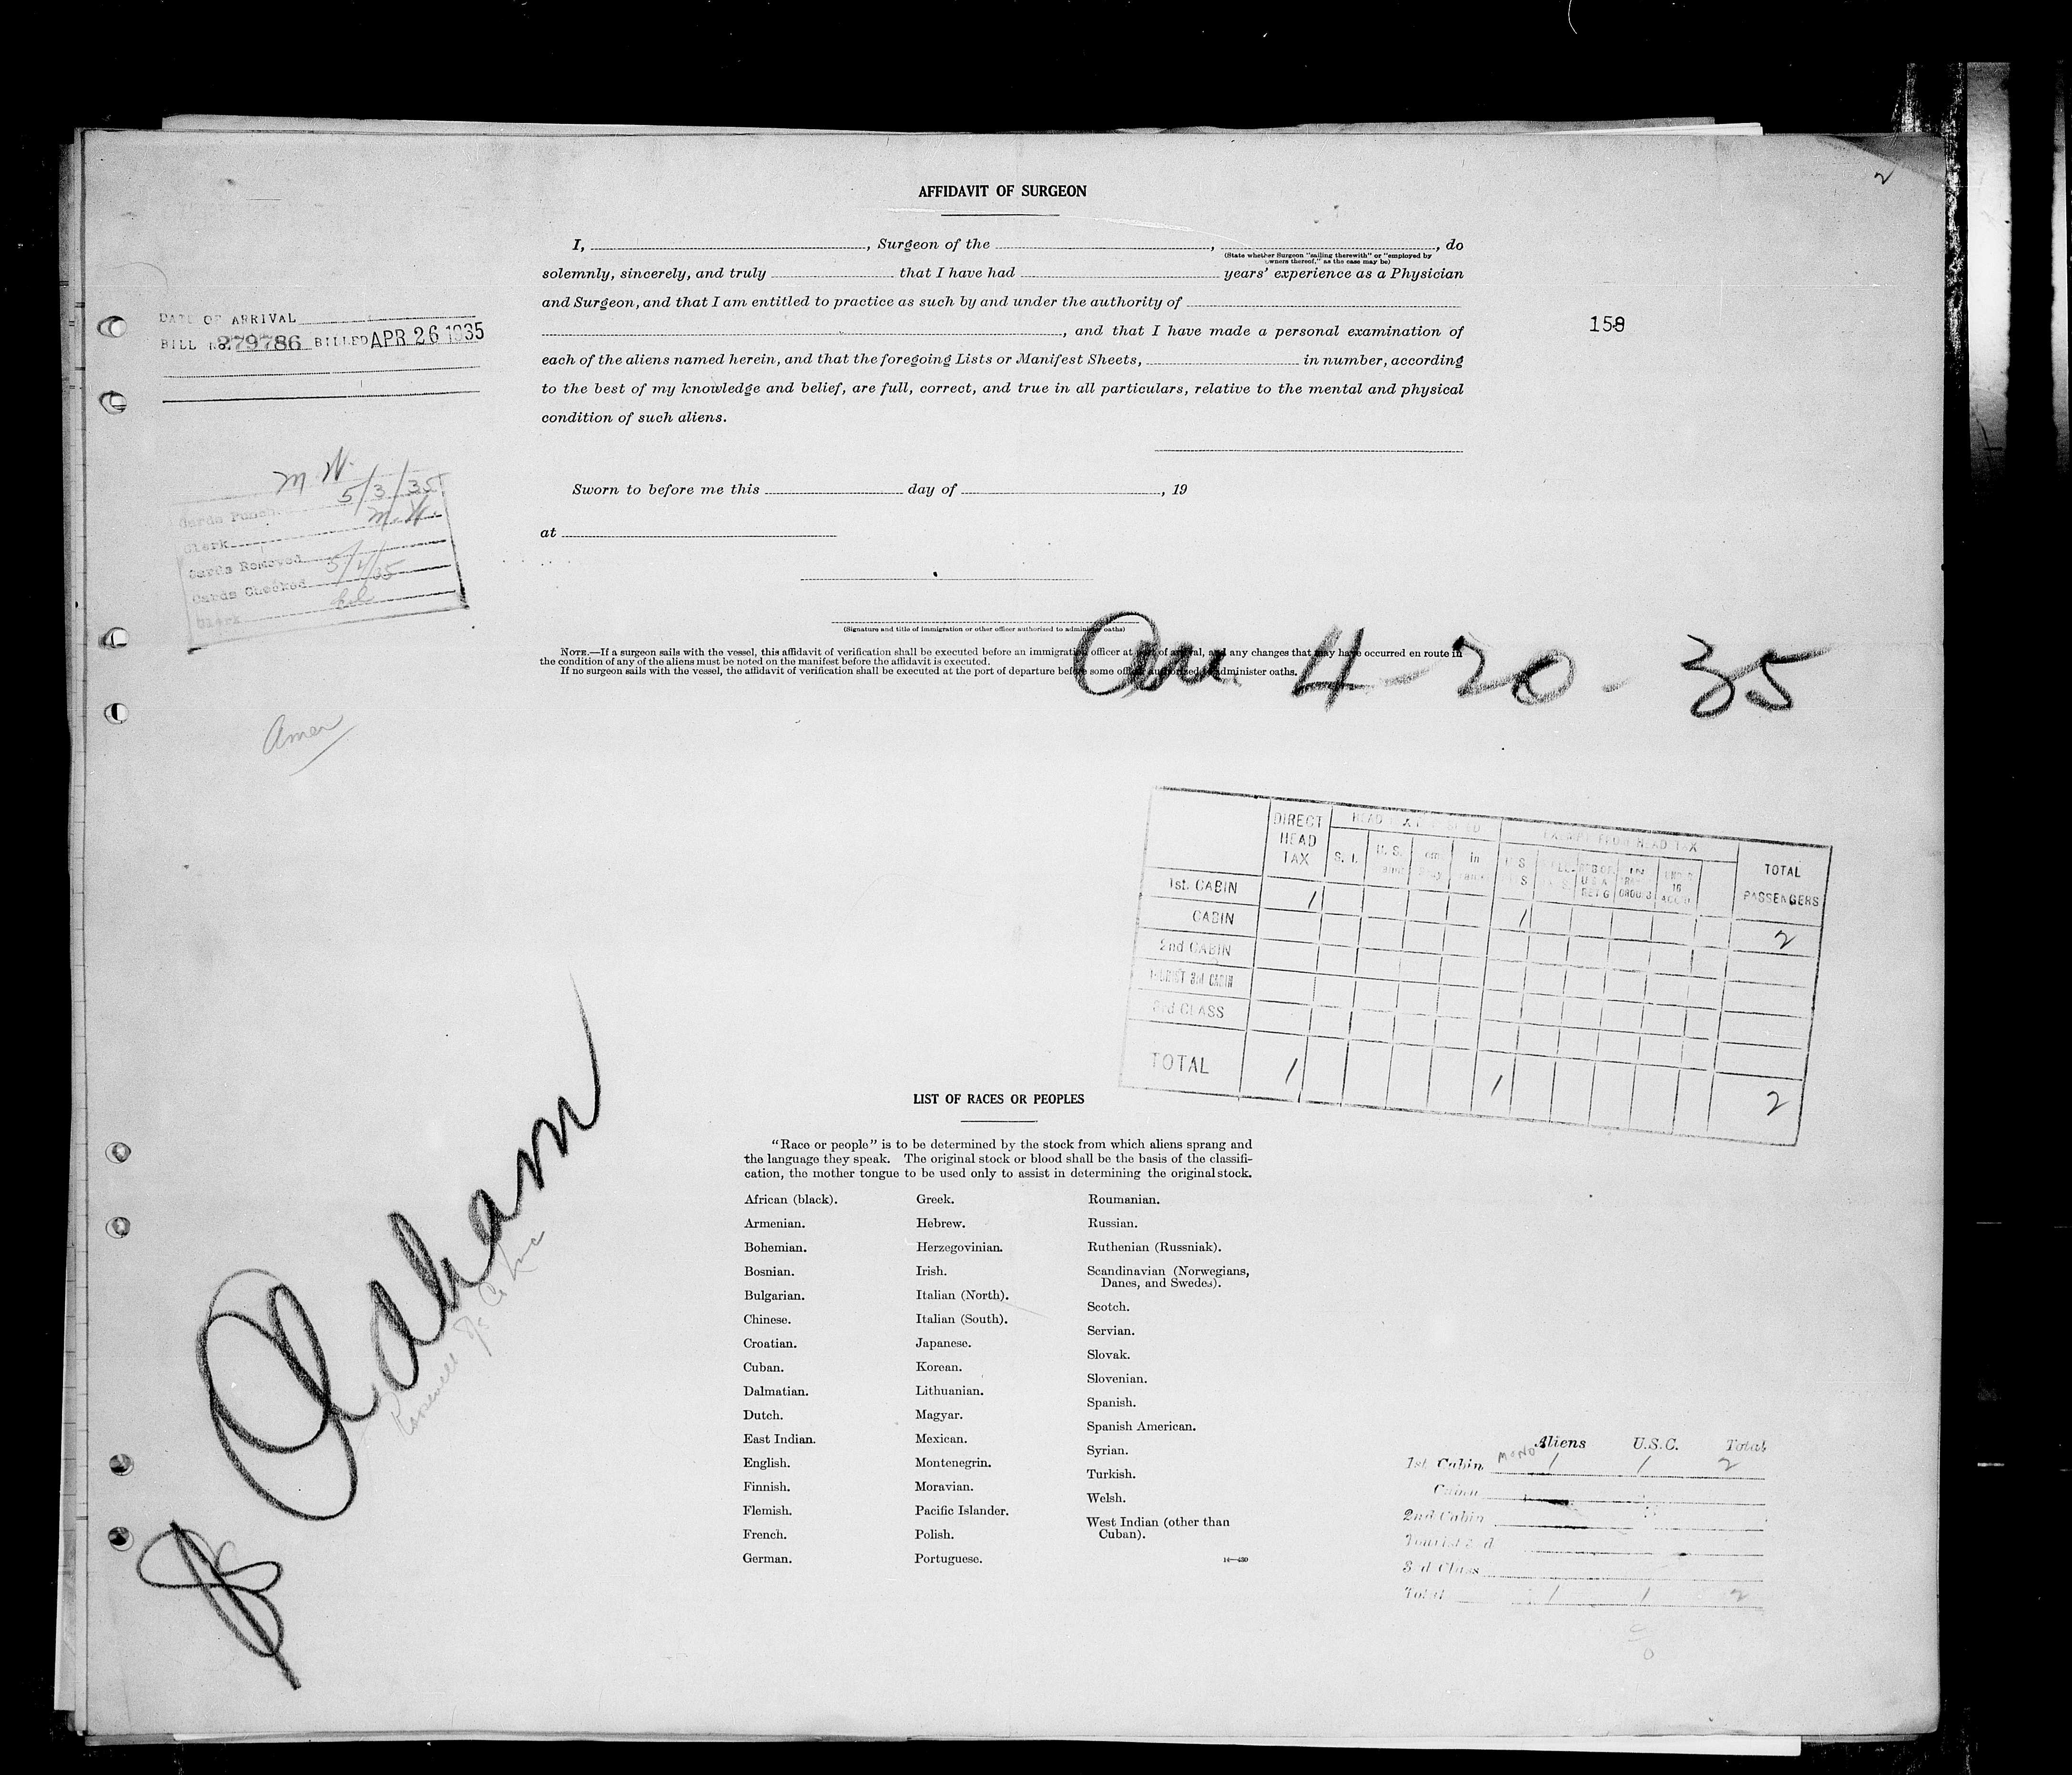 2
AFFIDAVIT OF SURGEON
I, , Surgeon of the , , do
(State whether Surgeon "sailing therewith" or "employed by
owners thereof," as the case may be)
solemnly, sincerely, and truly that I have had years' experience as a Physician
and Surgeon, and that I am entitled to practice as such by and under the authority of
, and that I have made a personal examination of
each of the aliens named herein, and that the foregoing Lists or Manifest Sheets, in number, according
to the best of my knowledge and belief, are full, correct, and true in all particulars, relative to the mental and physical
condition of such aliens.
Sworn to before me this day of , 19
at
(Signature and title of immigration or other officer authorized to administer oaths)
NOTE.—If a surgeon sails with the vessel, this affidavit of verification shall be executed before an immigration officer at port of arrival, and any changes that may have occurred en route in
the condition of any of the aliens must be noted on the manifest before the affidavit is executed.
If no surgeon sails with the vessel, the affidavit of verification shall be executed at the port of departure before some officer authorized to administer oaths.
DATE OF ARRIVAL
BILL No. 279786 BILLED APR 26 1935
158
M.W.
Cards Punched 5/3/35
Clerk M.W.
Cards Removed
Cards Checked 5/4/35
Clerk
Amer
4-20-35
DIRECT HEAD TAX
EXEMPT FROM HEAD TAX
TOTAL PASSENGERS
S. I.
U. S.
1st. CABIN 1 1 2
CABIN
2nd CABIN
TOURIST 3rd CABIN
3rd CLASS
TOTAL 1 1 2
LIST OF RACES OR PEOPLES
"Race or people" is to be determined by the stock from which aliens sprang and
the language they speak. The original stock or blood shall be the basis of the classifi-
cation, the mother tongue to be used only to assist in determining the original stock.
African (black).
Armenian.
Bohemian.
Bosnian.
Bulgarian.
Chinese.
Croatian.
Cuban.
Dalmatian.
Dutch.
East Indian.
English.
Finnish.
Flemish.
French.
German.
Greek.
Hebrew.
Herzegovinian.
Irish.
Italian (North).
Italian (South).
Japanese.
Korean.
Lithuanian.
Magyar.
Mexican.
Montenegrin.
Moravian.
Pacific Islander.
Polish.
Portuguese.
Roumanian.
Russian.
Ruthenian (Russniak).
Scandinavian (Norwegians,
Danes, and Swedes).
Scotch.
Servian.
Slovak.
Slovenian.
Spanish.
Spanish American.
Syrian.
Turkish.
Welsh.
West Indian (other than
Cuban).
14—430
Aliens U.S.C. Total
1st Cabin 1 1 2
Cabin
2nd Cabin
Tourist 3rd
3rd Class
Total 1 1 2